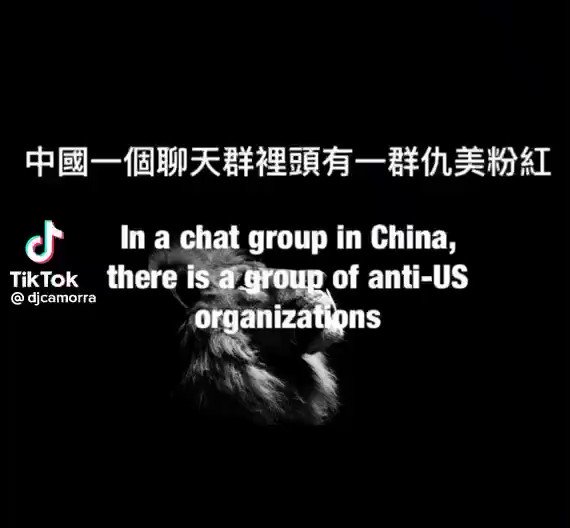 中國一個聊天群裡頭有一群仇美粉紅
In a chat group in China,
there is a group of anti-US
organizations
TikTok
@ djcamorra